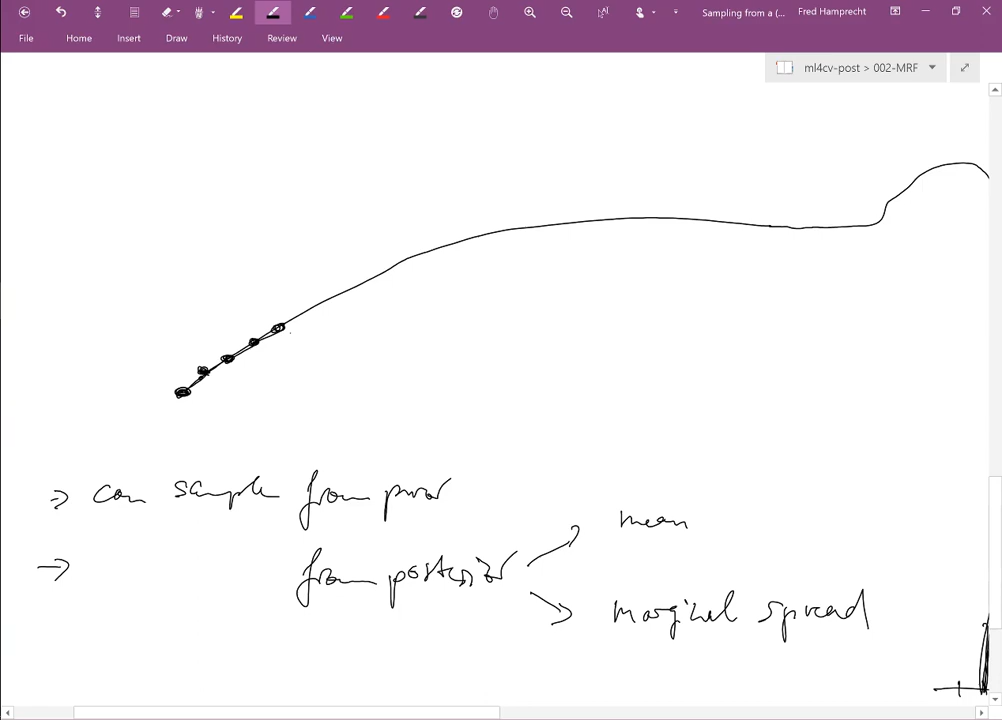 Sampling from a (...
Fred Hamprecht
File
Home
Insert
Draw
History
Review
View
ml4cv-post > 002-MRF
→ can sample from prior
mean
→ from posterior
marginal spread